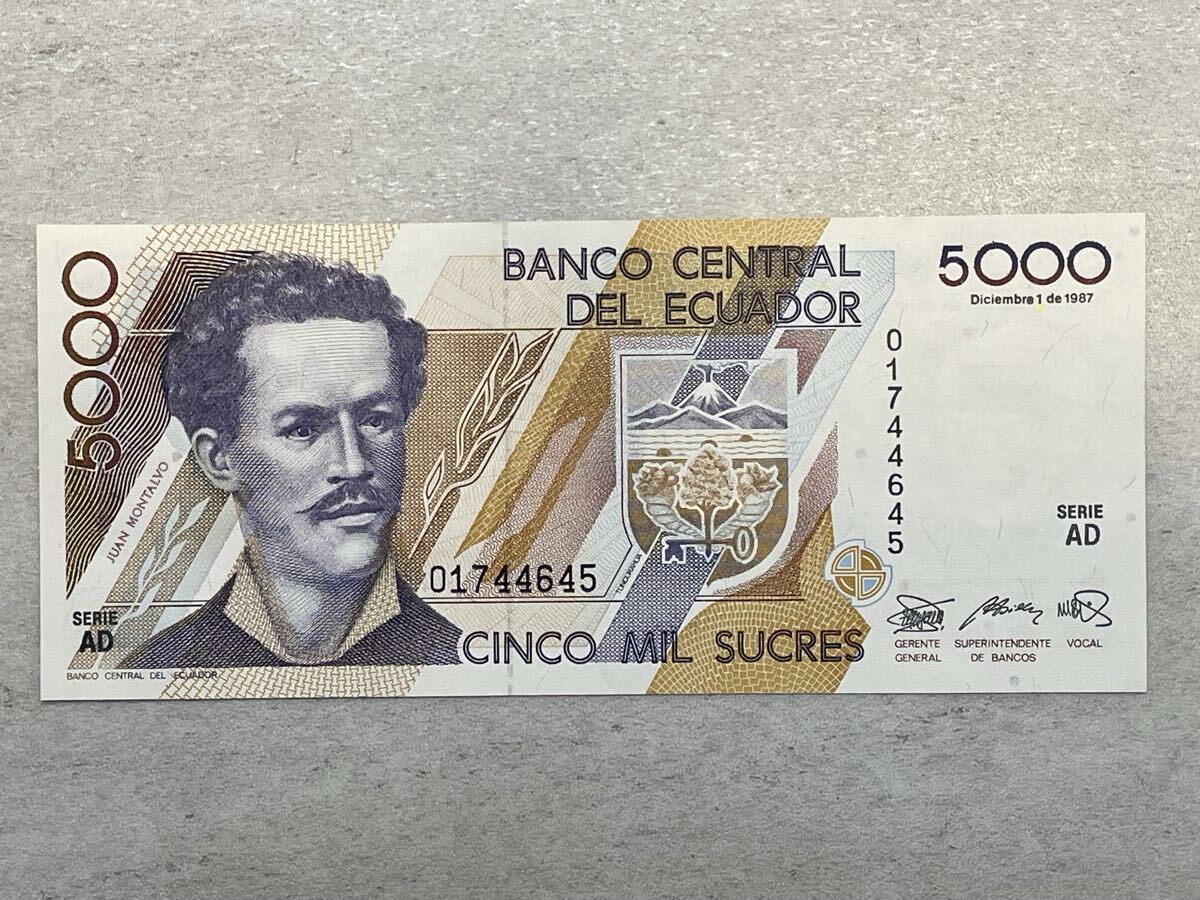 5000
BANCO CENTRAL
DEL ECUADOR
5000
Diciembre 1 de 1987
01744645
JUAN MONTALVO
01744645
TUNGURAHUA
SERIE
AD
SERIE
AD
CINCO MIL SUCRES
GERENTE
GENERAL
SUPERINTENDENTE
DE BANCOS
VOCAL
BANCO CENTRAL DEL ECUADOR